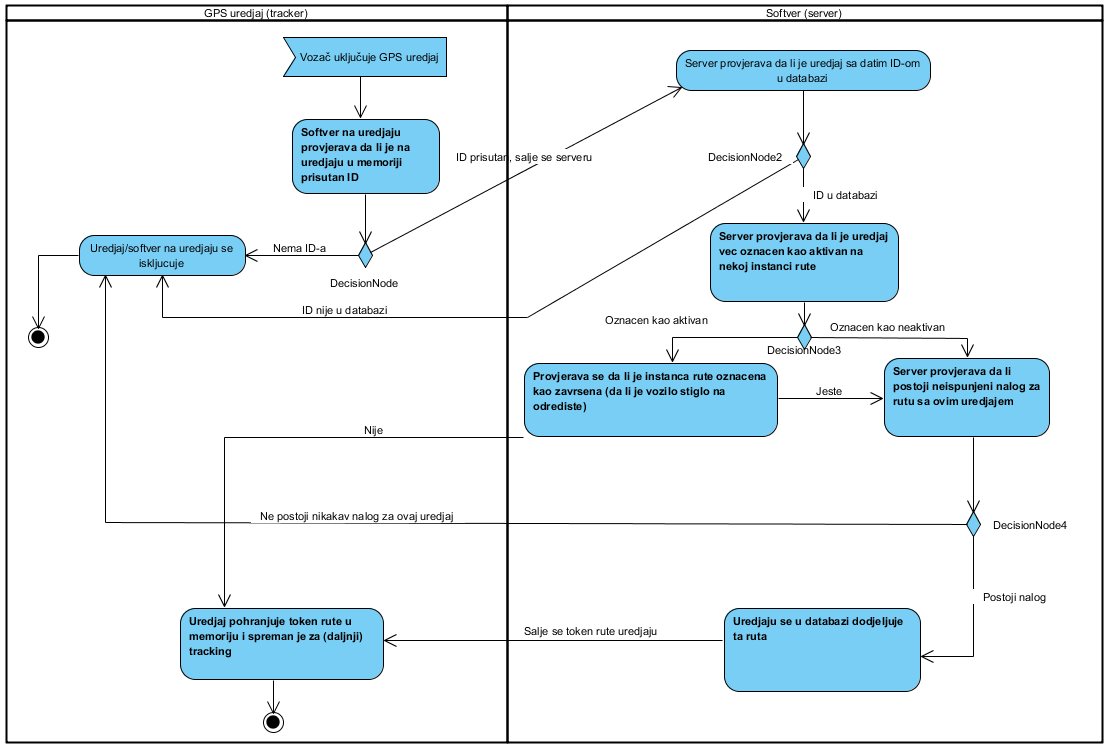 GPS uredjaj (tracker)
Softver (server)
Vozač uključuje GPS uredjaj
Server provjerava da li je uredjaj sa datim ID-om
u databazi
Softver na uredjaju
provjerava da li je na
uredjaju u memoriji
prisutan ID
ID prisutan, salje se serveru
DecisionNode2
ID u databazi
Uredjaj/softver na uredjaju se
iskljucuje
Nema ID-a
DecisionNode
Server provjerava da li je uredjaj
vec oznacen kao aktivan na
nekoj instanci rute
ID nije u databazi
Oznacen kao aktivan
Oznacen kao neaktivan
DecisionNode3
Provjerava se da li je instanca rute oznacena
kao zavrsena (da li je vozilo stiglo na
odrediste)
Jeste
Server provjerava da li
postoji neispunjeni nalog za
rutu sa ovim uredjajem
Nije
Ne postoji nikakav nalog za ovaj uredjaj
DecisionNode4
Postoji nalog
Uredjaj pohranjuje token rute u
memoriju i spreman je za (daljnji)
tracking
Salje se token rute uredjaju
Uredjaju se u databazi dodjeljuje
ta ruta